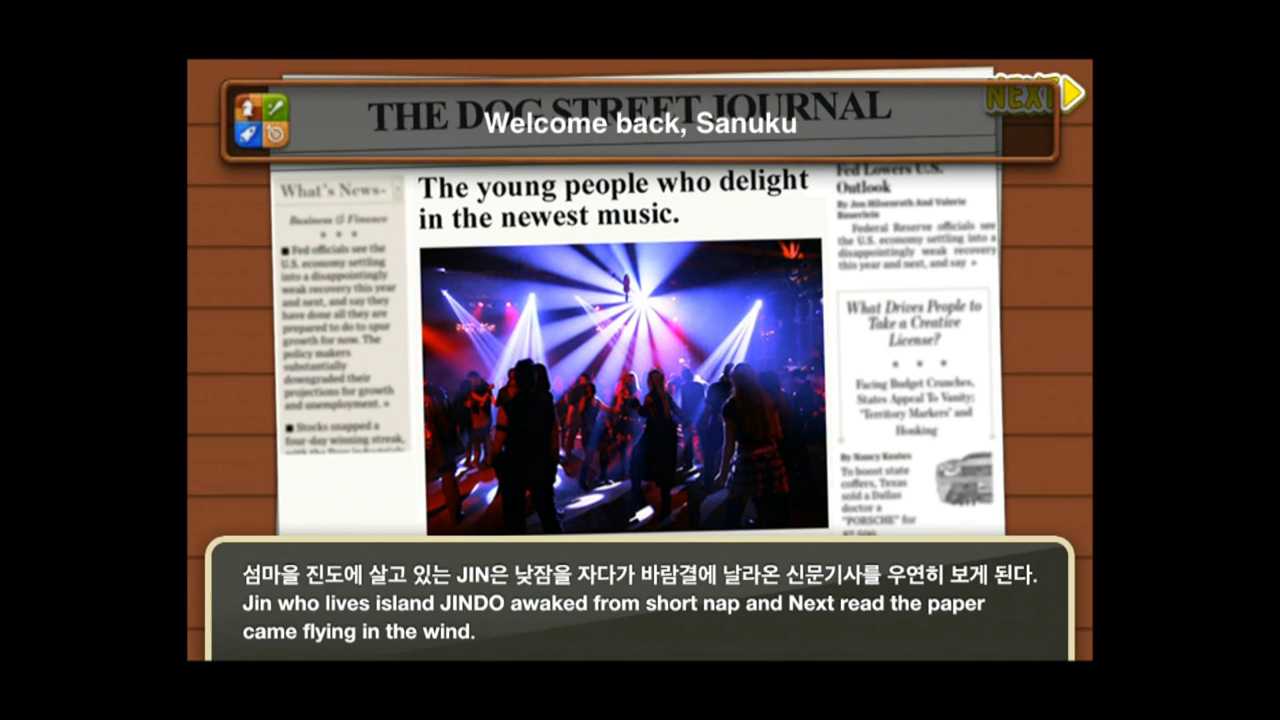 THE DOG STREET JOURNAL
Welcome back, Sanuku
NEXT
What's News-
Business & Finance
■ Fed officials see the
U.S. economy settling
into a disappointingly
weak recovery this year
and next, and say they
have done all they are
prepared to do to spur
growth for now. The
policy makers
substantially
downgraded their
projections for growth
and unemployment. »
■ Stocks snapped a
four-day winning streak,
The young people who delight
in the newest music.
Fed Lowers U.S.
Outlook
By Jon Hilsenrath And Valerie
Bauerlein
Federal Reserve officials see
the U.S. economy settling into a
disappointingly weak recovery
this year and next, and say »
What Drives People to
Take a Creative
License?
* * *
Facing Budget Crunches,
States Appeal To Vanity;
'Territory Markers' and
Honking
By Nancy Keates
To boost state
coffers, Texas
sold a Dallas
doctor a
"PORSCHE" for
섬마을 진도에 살고 있는 JIN은 낮잠을 자다가 바람결에 날라온 신문기사를 우연히 보게 된다.
Jin who lives island JINDO awaked from short nap and Next read the paper
came flying in the wind.